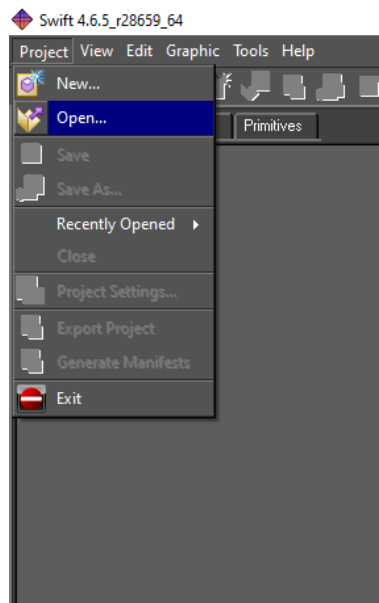 Swift 4.6.5_r28659_64
Project View Edit Graphic Tools Help
New...
Open...
Primitives
Save
Save As...
Recently Opened
Close
Project Settings...
Export Project
Generate Manifests
Exit